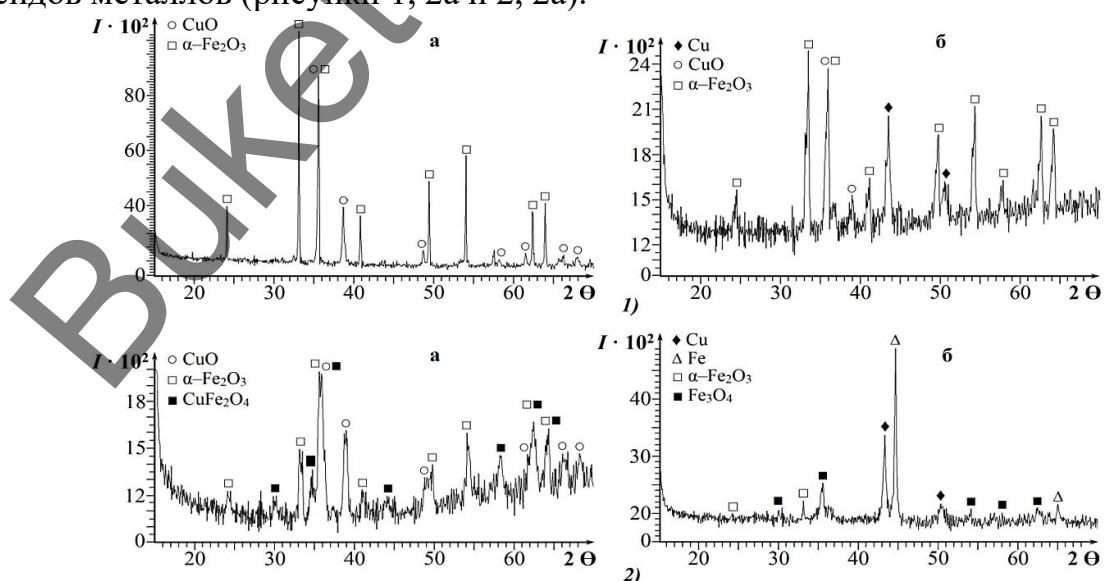 ендов металлов (рисунки 1, 2а и 2, 2а).
Buket
I · 10²
○ CuO
□ α–Fe₂O₃
а
80
60
40
0
20 30 40 50 60 2 Θ
I · 10²
♦ Cu
○ CuO
□ α–Fe₂O₃
б
24
21
18
15
12
0
20 30 40 50 60 2 Θ
1)
I · 10²
○ CuO
□ α–Fe₂O₃
■ CuFe₂O₄
а
18
15
12
0
20 30 40 50 60 2 Θ
I · 10²
♦ Cu
△ Fe
□ α–Fe₂O₃
■ Fe₃O₄
б
40
30
20
0
20 30 40 50 60 2 Θ
2)